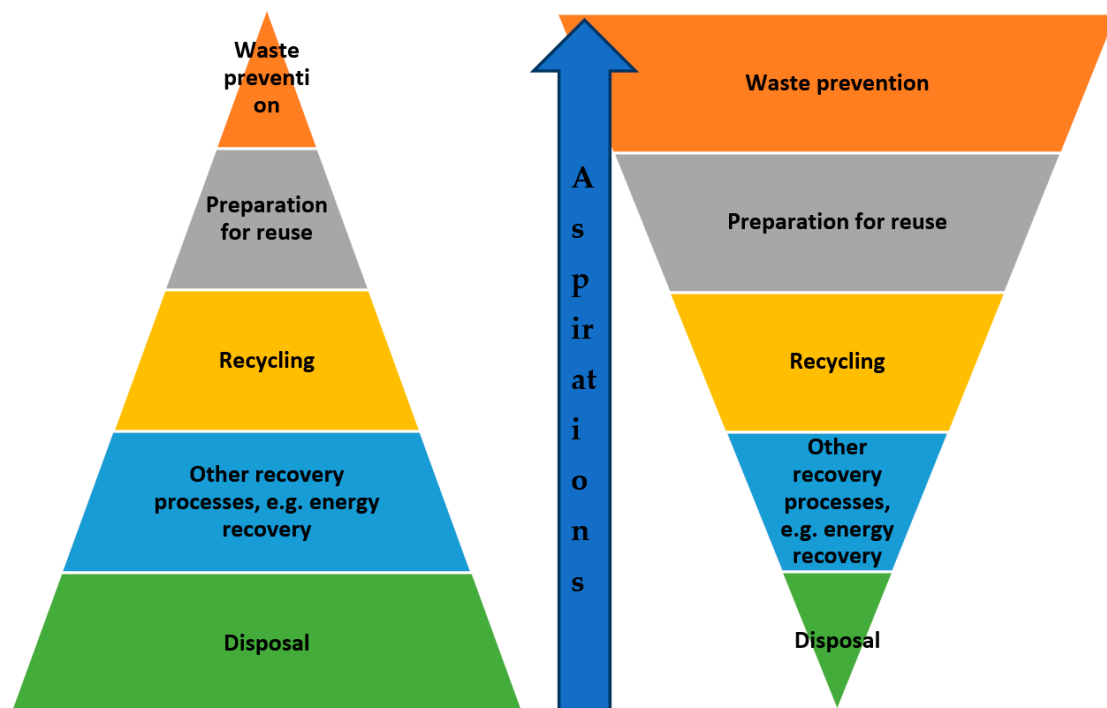 Waste
preventi
on
Preparation
for reuse
Recycling
Other recovery
processes, e.g. energy
recovery
Disposal
A
s
p
ir
at
i
o
n
s
Waste prevention
Preparation for reuse
Recycling
Other
recovery
processes,
e.g. energy
recovery
Disposal